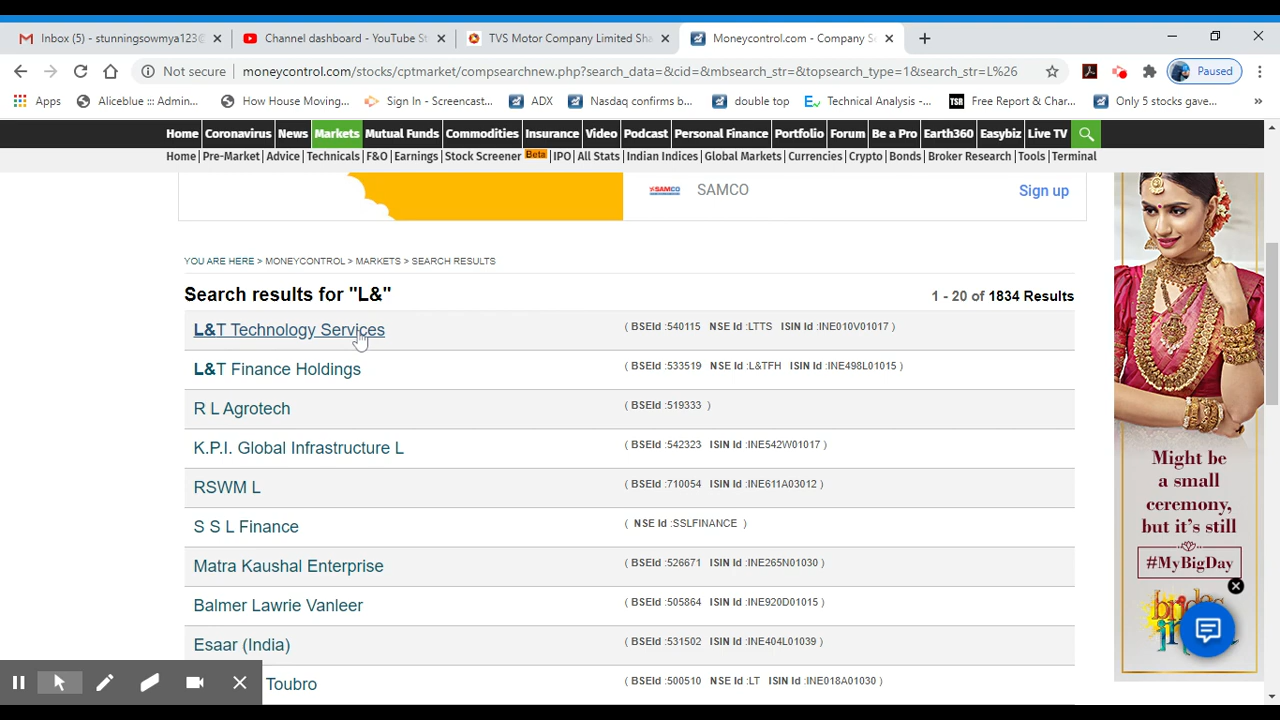 Inbox (5) - stunningsowmya123@
Channel dashboard - YouTube St
TVS Motor Company Limited Sha
Moneycontrol.com - Company Se
Not secure
moneycontrol.com/stocks/
market/compsearchnew.php?search_data=&cid=&mbsearch_str=&topsearch_type=1&search_str=L%26
Paused
Apps
Aliceblue ::: Admin...
How House Moving...
Sign In - Screencast...
ADX
Nasdaq confirms b...
double top
Technical Analysis -...
TSR Free Report & Char...
Only 5 stocks gave...
Home Coronavirus News Markets Mutual Funds Commodities Insurance Video Podcast Personal Finance Portfolio Forum Be a Pro Earth360 Easybiz Live TV
Home | Pre-Market | Advice | Technicals | F&O | Earnings | Stock Screener Beta | IPO | All Stats | Indian Indices | Global Markets | Currencies | Crypto | Bonds | Broker Research | Tools | Terminal
SAMCO SAMCO Sign up
YOU ARE HERE > MONEYCONTROL > MARKETS > SEARCH RESULTS
Search results for "L&" 1 - 20 of 1834 Results
L&T Technology Services ( BSEId :540115 NSE Id :LTTS ISIN Id :INE010V01017 )
L&T Finance Holdings ( BSEId :533519 NSE Id :L&TFH ISIN Id :INE498L01015 )
R L Agrotech ( BSEId :519333 )
K.P.I. Global Infrastructure L ( BSEId :542323 ISIN Id :INE542W01017 )
RSWM L ( BSEId :710054 ISIN Id :INE611A03012 )
S S L Finance ( NSE Id :SSLFINANCE )
Matra Kaushal Enterprise ( BSEId :526671 ISIN Id :INE265N01030 )
Balmer Lawrie Vanleer ( BSEId :505864 ISIN Id :INE920D01015 )
Esaar (India) ( BSEId :531502 ISIN Id :INE404L01039 )
Toubro ( BSEId :500510 NSE Id :LT ISIN Id :INE018A01030 )
Might be
a small
ceremony,
but it's still
#MyBigDay